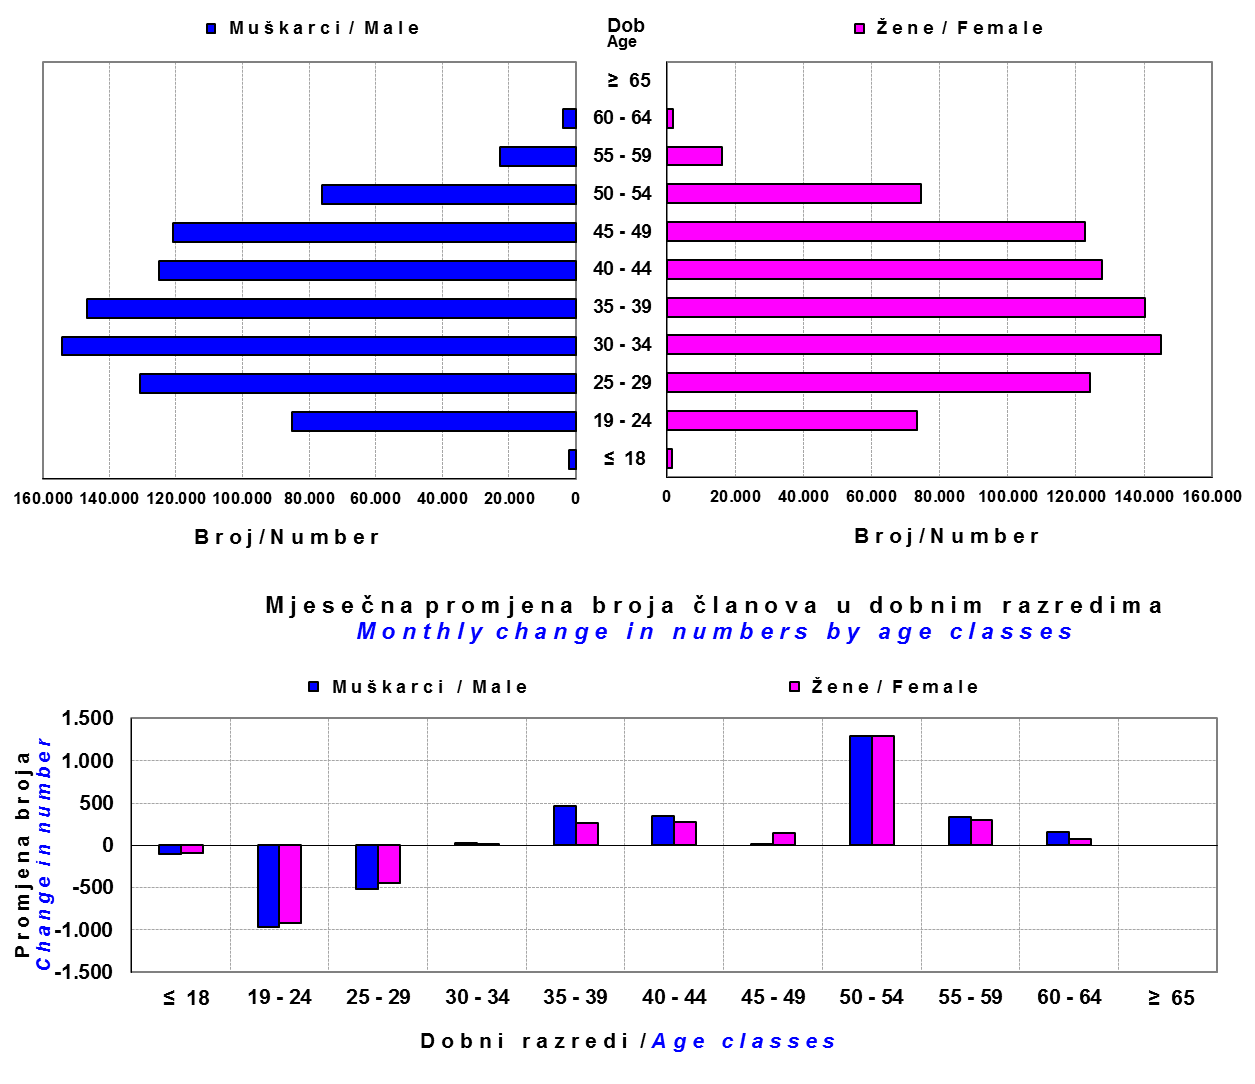 Muškarci / Male
Dob
Age
Žene / Female
≥ 65
60 - 64
55 - 59
50 - 54
45 - 49
40 - 44
35 - 39
30 - 34
25 - 29
19 - 24
≤ 18
160.000 140.000 120.000 100.000 80.000 60.000 40.000 20.000 0
0 20.000 40.000 60.000 80.000 100.000 120.000 140.000 160.000
Broj/Number
Broj/Number
Mjesečna promjena broja članova u dobnim razredima
Monthly change in numbers by age classes
Muškarci / Male
Žene / Female
Promjena broja
Change in number
1.500
1.000
500
0
-500
-1.000
-1.500
≤ 18 19 - 24 25 - 29 30 - 34 35 - 39 40 - 44 45 - 49 50 - 54 55 - 59 60 - 64 ≥ 65
Dobni razredi / Age classes